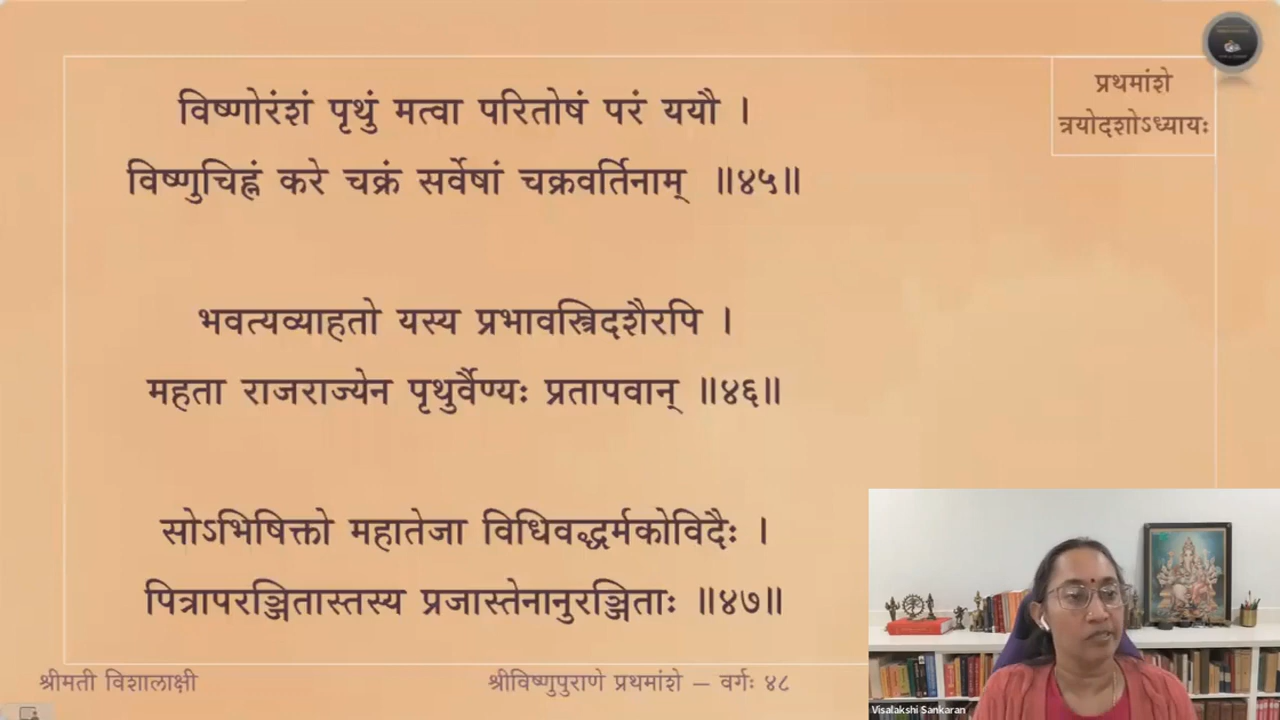 प्रथमांशे
त्रयोदशोऽध्यायः
विष्णोरंशं पृथुं मत्वा परितोषं परं ययौ ।
विष्णुचिह्नं करे चक्रं सर्वेषां चक्रवर्तिनाम् ॥४५॥
भवत्यव्याहतो यस्य प्रभावस्त्रिदशैरपि ।
महता राजराज्येन पृथुर्वैण्यः प्रतापवान् ॥४६॥
सोऽभिषिक्तो महातेजा विधिवद्धर्मकोविदैः ।
पित्रापरञ्जितास्तस्य प्रजास्तेनानुरञ्जिताः ॥४७॥
श्रीमती विशालाक्षी
श्रीविष्णुपुराणे प्रथमांशे – वर्गः ४८
Visalakshi Sankaran